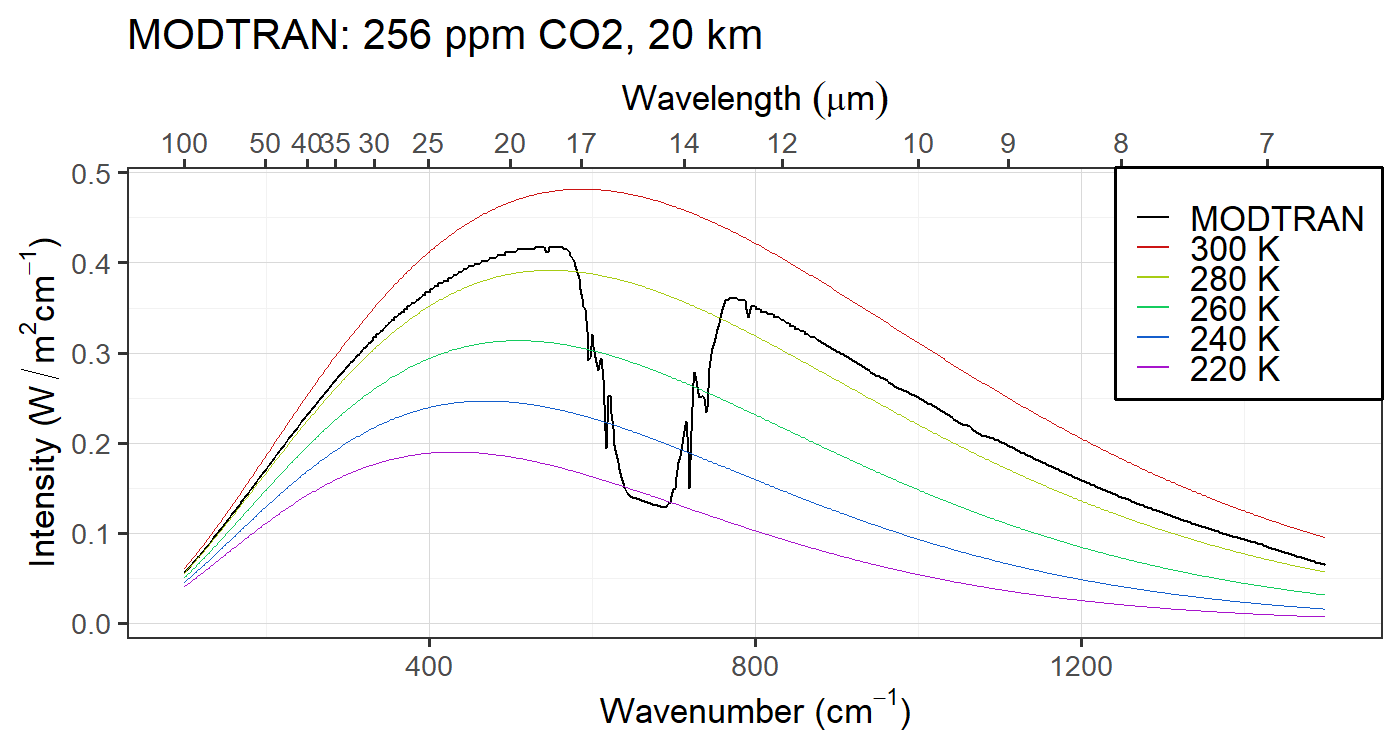 MODTRAN: 256 ppm CO2, 20 km
Wavelength (μm)
100 50 40 35 30 25 20 17 14 12 10 9 8 7
0.5
0.4
0.3
0.2
0.1
0.0
Intensity (W / m²cm⁻¹)
MODTRAN
300 K
280 K
260 K
240 K
220 K
400 800 1200
Wavenumber (cm⁻¹)